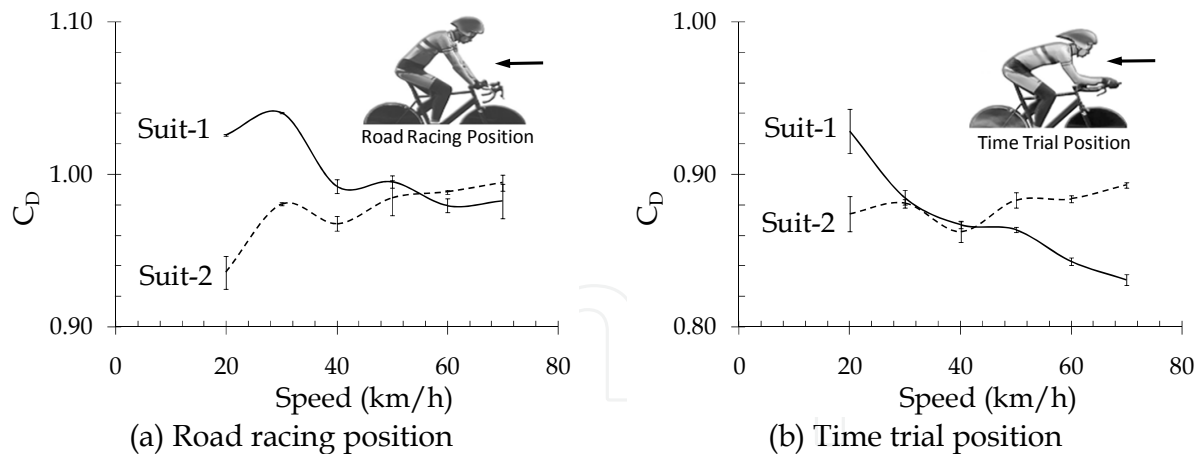 1.10
1.00
0.90
C_D
Suit-1
Suit-2
Road Racing Position
0 20 40 60 80
Speed (km/h)
(a) Road racing position
1.00
0.90
0.80
C_D
Suit-1
Suit-2
Time Trial Position
0 20 40 60 80
Speed (km/h)
(b) Time trial position